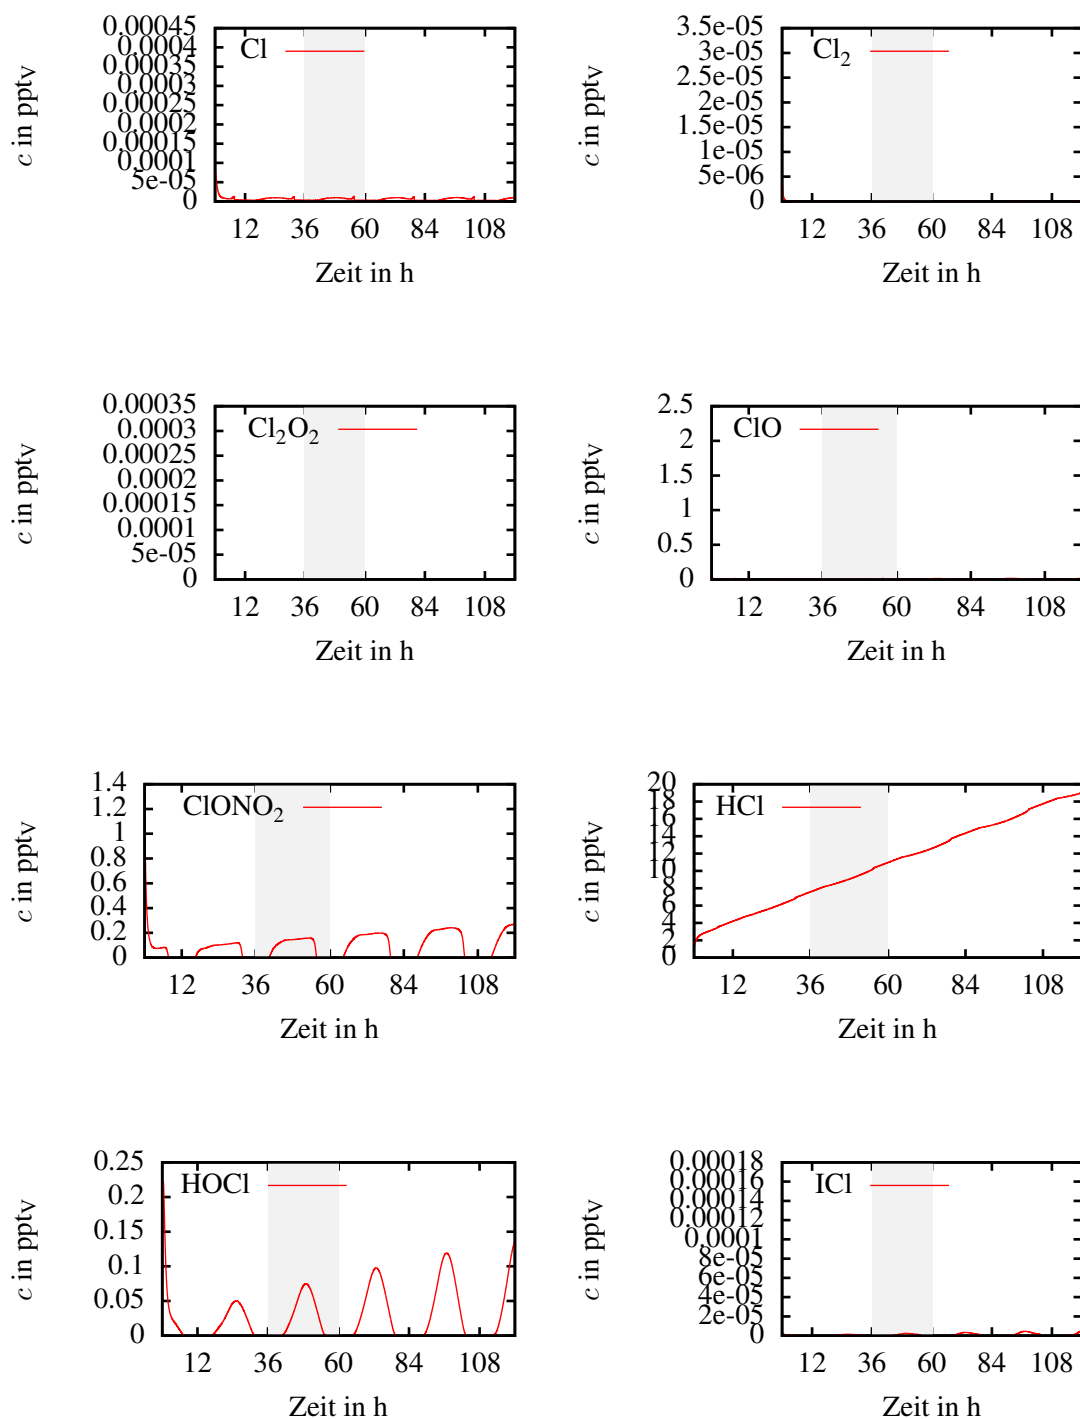 0.00045
0.0004
0.00035
0.0003
0.00025
0.0002
0.00015
0.0001
5e-05
0
c in pptv
Cl
12 36 60 84 108
Zeit in h
3.5e-05
3e-05
2.5e-05
2e-05
1.5e-05
1e-05
5e-06
0
c in pptv
Cl₂
12 36 60 84 108
Zeit in h
0.00035
0.0003
0.00025
0.0002
0.00015
0.0001
5e-05
0
c in pptv
Cl₂O₂
12 36 60 84 108
Zeit in h
2.5
2
1.5
1
0.5
0
c in pptv
ClO
12 36 60 84 108
Zeit in h
1.4
1.2
1
0.8
0.6
0.4
0.2
0
c in pptv
ClONO₂
12 36 60 84 108
Zeit in h
20
18
16
14
12
10
8
6
4
2
0
c in pptv
HCl
12 36 60 84 108
Zeit in h
0.25
0.2
0.15
0.1
0.05
0
c in pptv
HOCl
12 36 60 84 108
Zeit in h
0.00018
0.00016
0.00014
0.00012
0.0001
8e-05
6e-05
4e-05
2e-05
0
c in pptv
ICl
12 36 60 84 108
Zeit in h